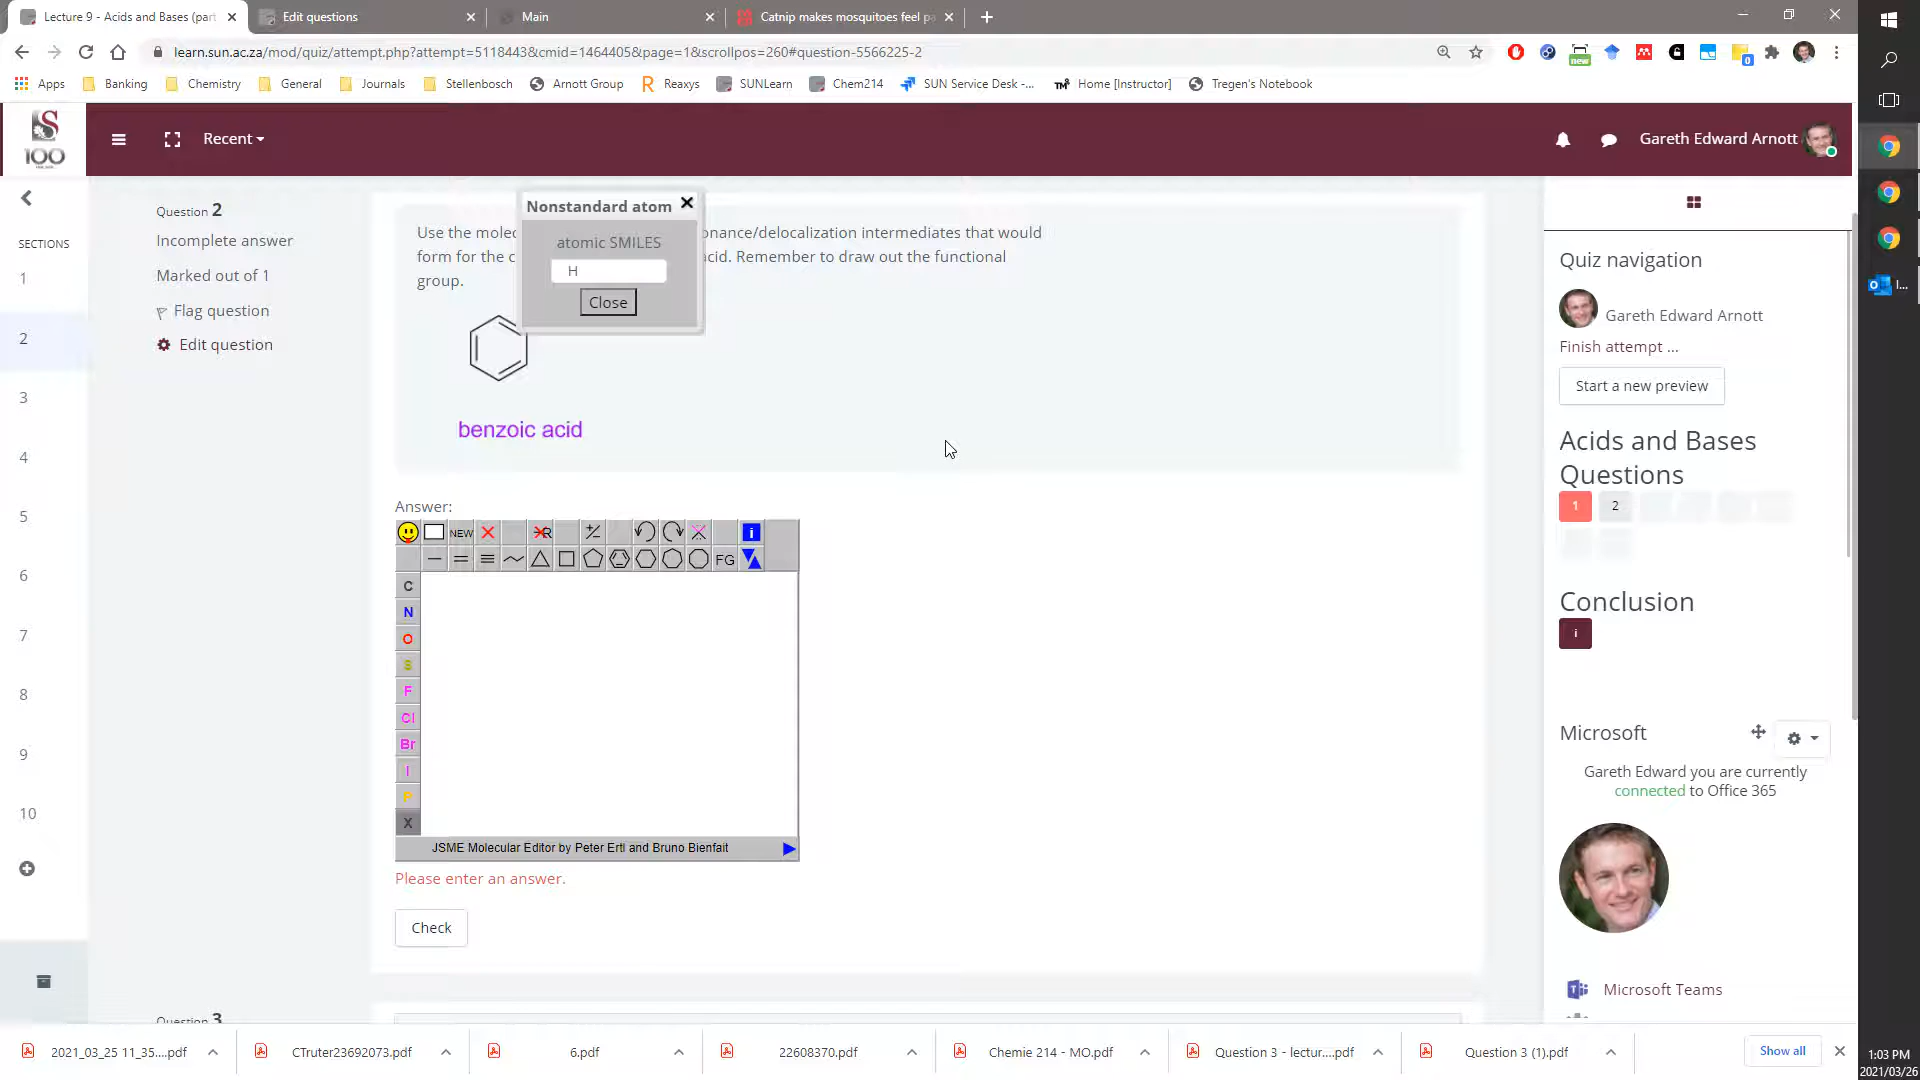 Lecture 9 - Acids and Bases (part
Edit questions
Main
Catnip makes mosquitoes feel pa
learn.sun.ac.za/mod/quiz/attempt.php?attempt=5118443&cmid=1464405&page=1&scrollpos=260#question-5566225-2
new
0
Apps
Banking
Chemistry
General
Journals
Stellenbosch
Arnott Group
Reaxys
SUNLearn
Chem214
SUN Service Desk -...
Home [Instructor]
Tregen's Notebook
100
Recent
Gareth Edward Arnott
SECTIONS
1
2
3
4
5
6
7
8
9
10
Question 2
Incomplete answer
Marked out of 1
Flag question
Edit question
Nonstandard atom
atomic SMILES
H
Close
Use the molec onance/delocalization intermediates that would
form for the c acid. Remember to draw out the functional
group.
benzoic acid
Answer:
NEW
R
i
FG
C
N
O
S
F
Cl
Br
I
P
X
JSME Molecular Editor by Peter Ertl and Bruno Bienfait
Please enter an answer.
Check
Question 3
Quiz navigation
Gareth Edward Arnott
Finish attempt ...
Start a new preview
Acids and Bases
Questions
1
2
Conclusion
i
Microsoft
Gareth Edward you are currently
connected to Office 365
Microsoft Teams
I...
2021_03_25 11_35....pdf
CTruter23692073.pdf
6.pdf
22608370.pdf
Chemie 214 - MO.pdf
Question 3 - lectur....pdf
Question 3 (1).pdf
Show all
1:03 PM
2021/03/26